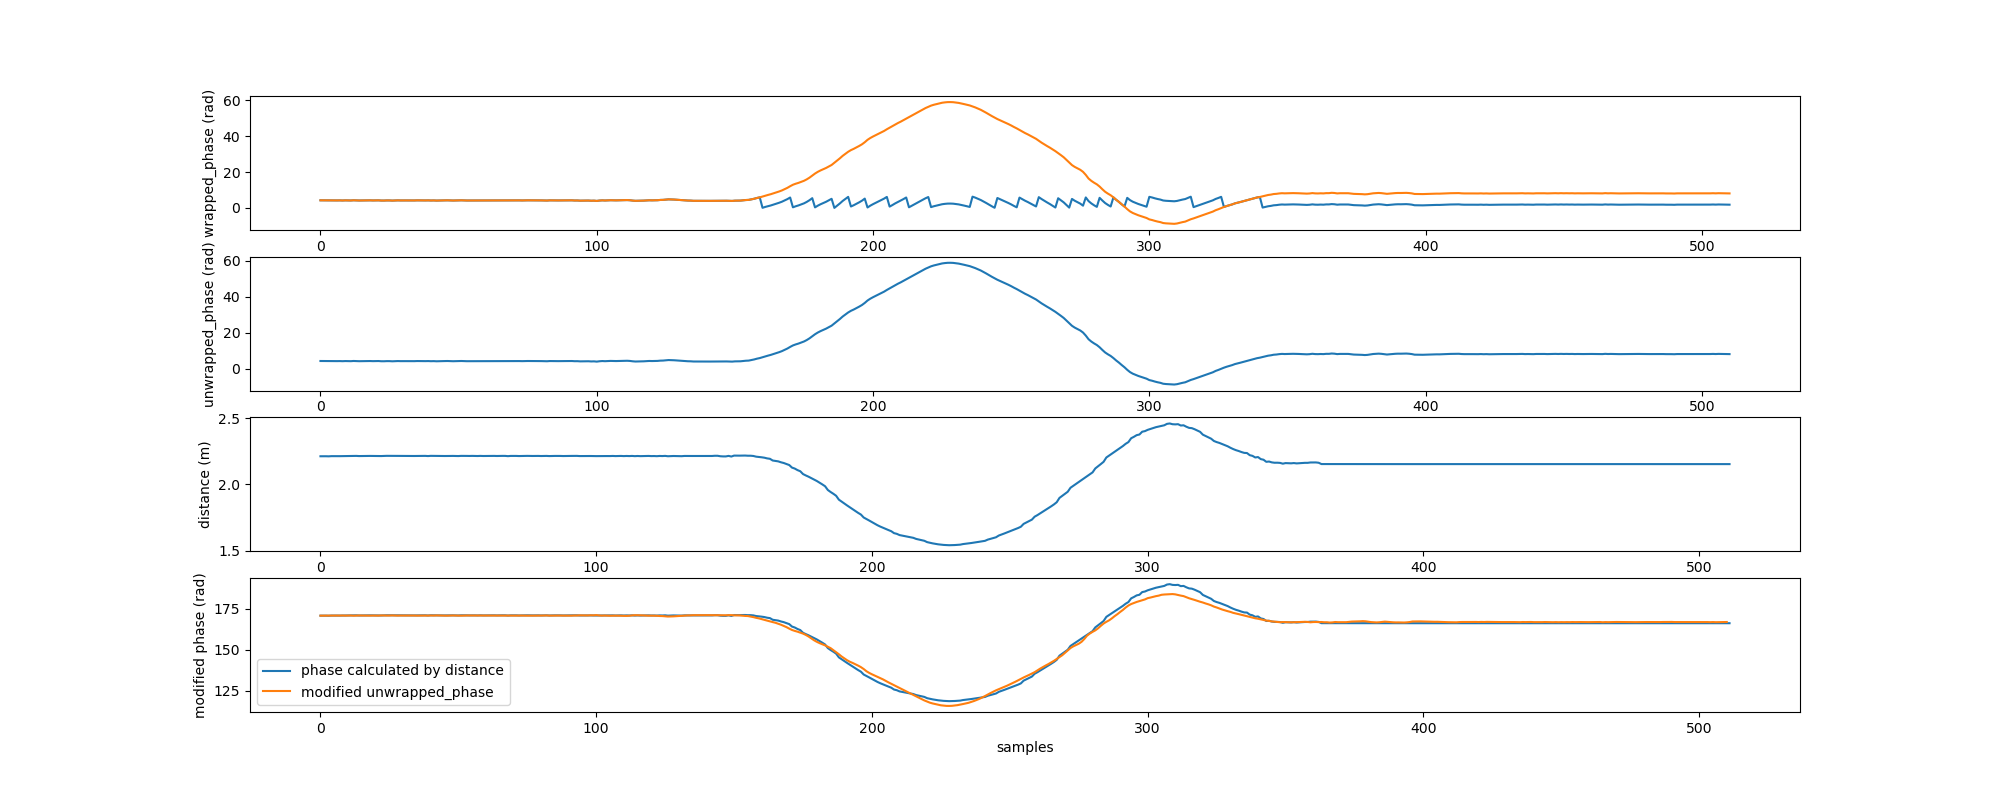 wrapped_phase (rad)
60
40
20
0
0 100 200 300 400 500
unwrapped_phase (rad)
60
40
20
0
0 100 200 300 400 500
distance (m)
2.5
2.0
1.5
0 100 200 300 400 500
modified phase (rad)
175
150
125
phase calculated by distance
modified unwrapped_phase
0 100 200 300 400 500
samples